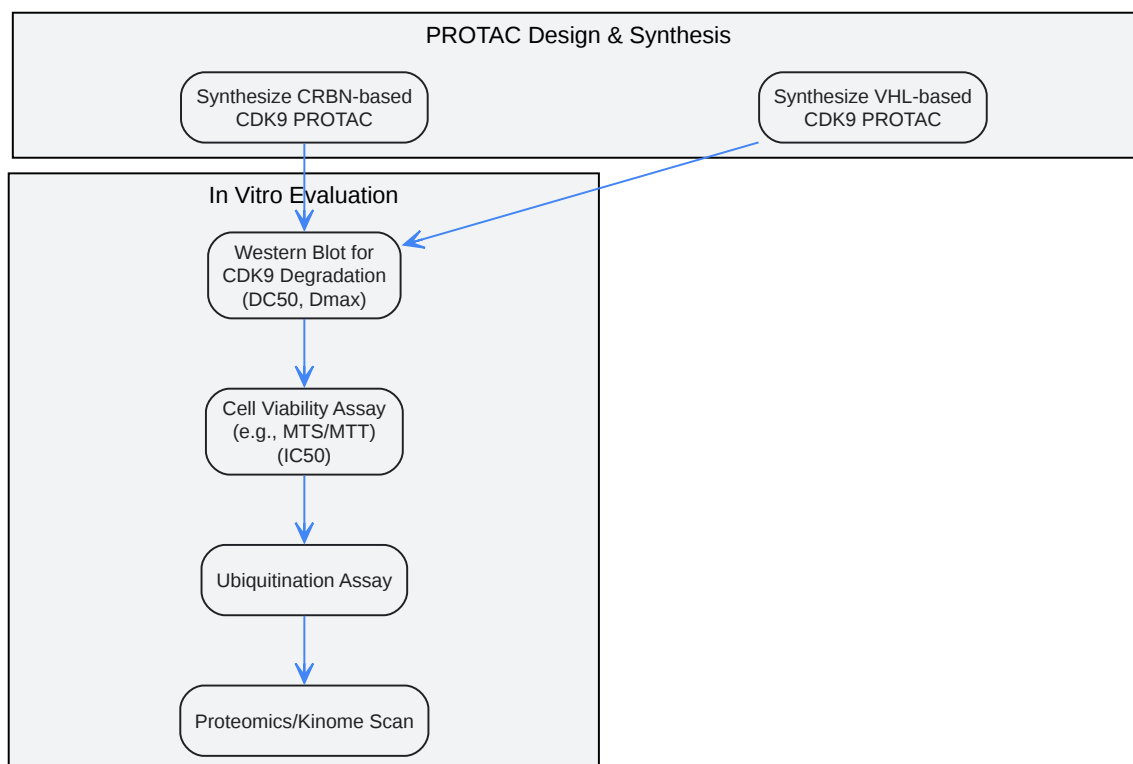 PROTAC Design & Synthesis
Synthesize CRBN-based
CDK9 PROTAC
Synthesize VHL-based
CDK9 PROTAC
In Vitro Evaluation
Western Blot for
CDK9 Degradation
(DC50, Dmax)
Cell Viability Assay
(e.g., MTS/MTT)
(IC50)
Ubiquitination Assay
Proteomics/Kinome Scan